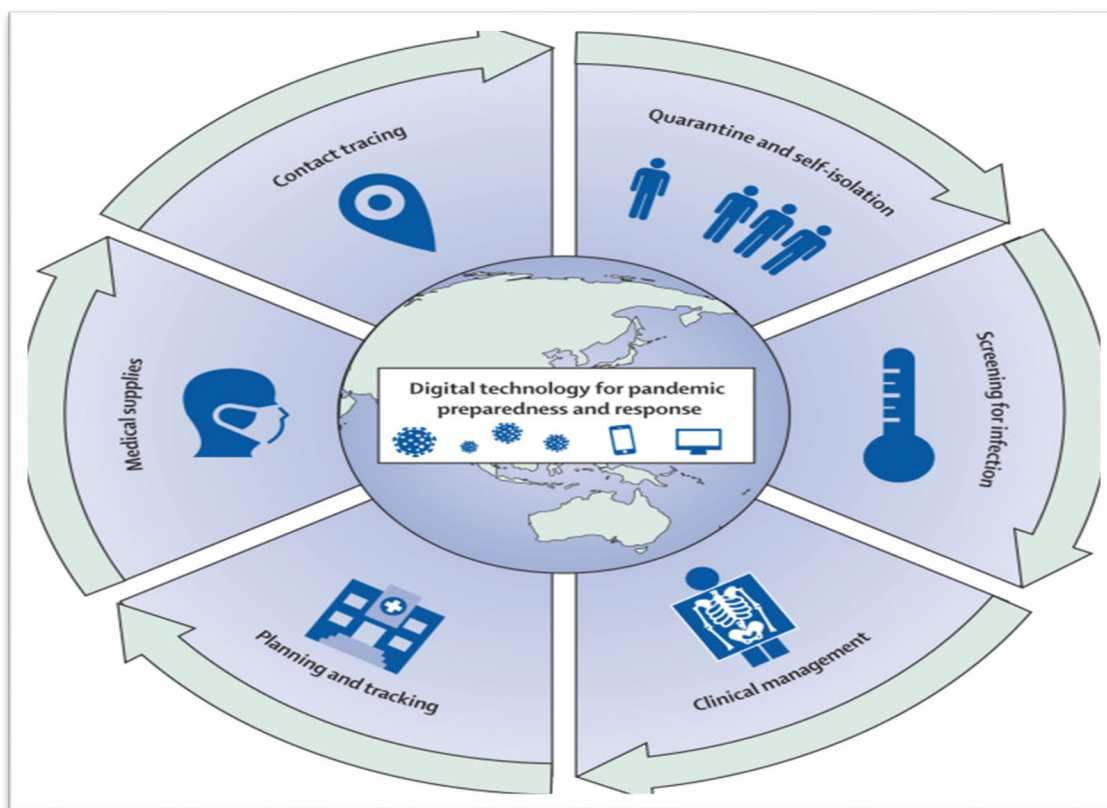 Contact tracing
Quarantine and self-isolation
Screening for infection
Clinical management
Planning and tracking
Medical supplies
Digital technology for pandemic
preparedness and response